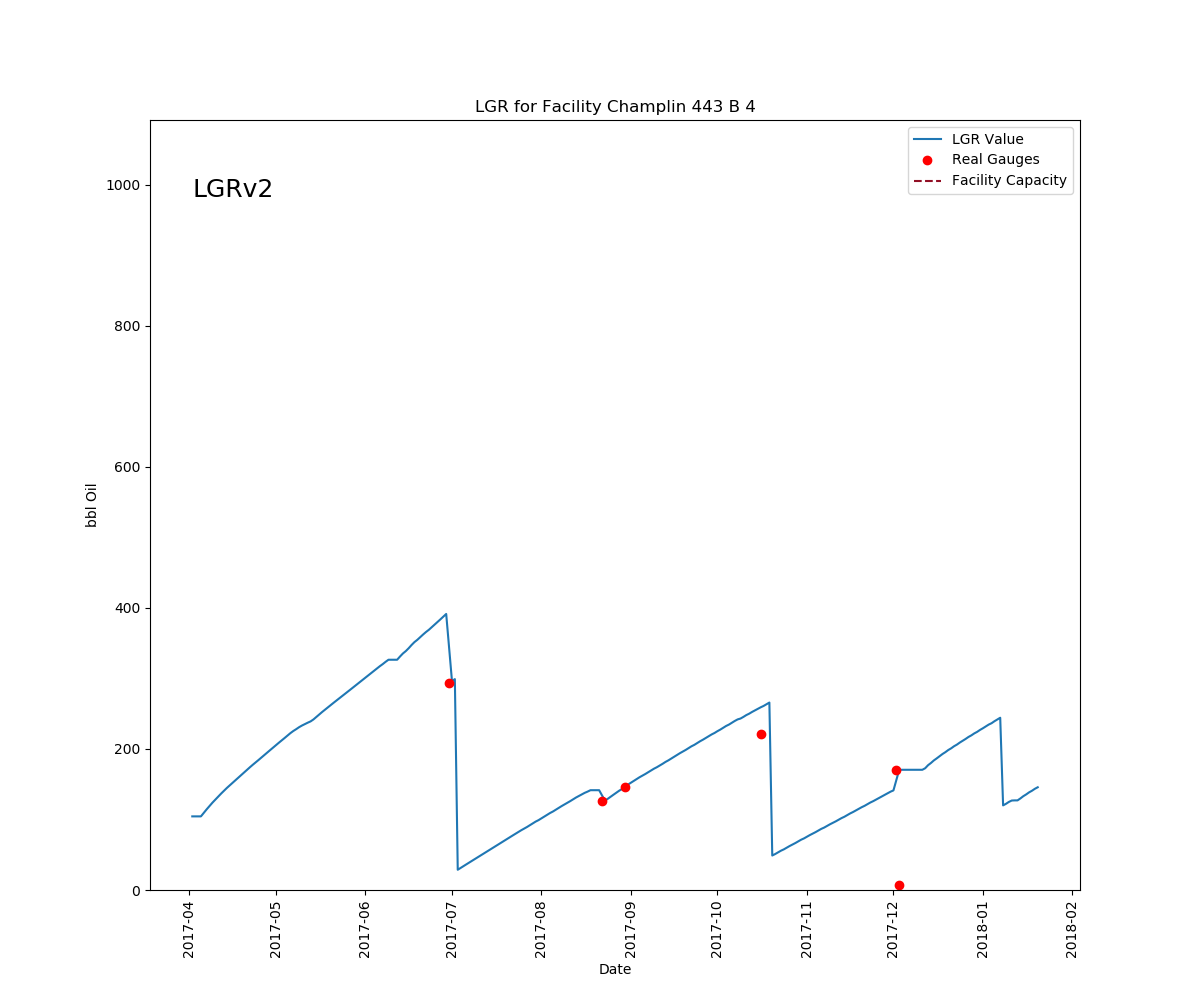 LGR for Facility Champlin 443 B 4
LGR Value
Real Gauges
Facility Capacity
LGRv2
1000
800
600
400
200
0
bbl Oil
2017-04
2017-05
2017-06
2017-07
2017-08
2017-09
2017-10
2017-11
2017-12
2018-01
2018-02
Date